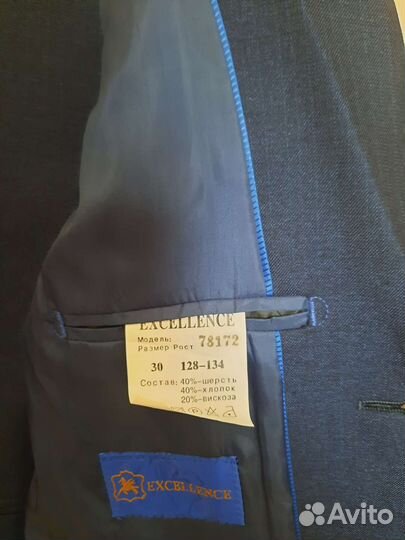 EXCELLENCE
Модель: 78172
Размер Рост
30 128-134
Состав: 40%-шерсть
40%-хлопок
20%-вискоза
EXCELLENCE
Avito